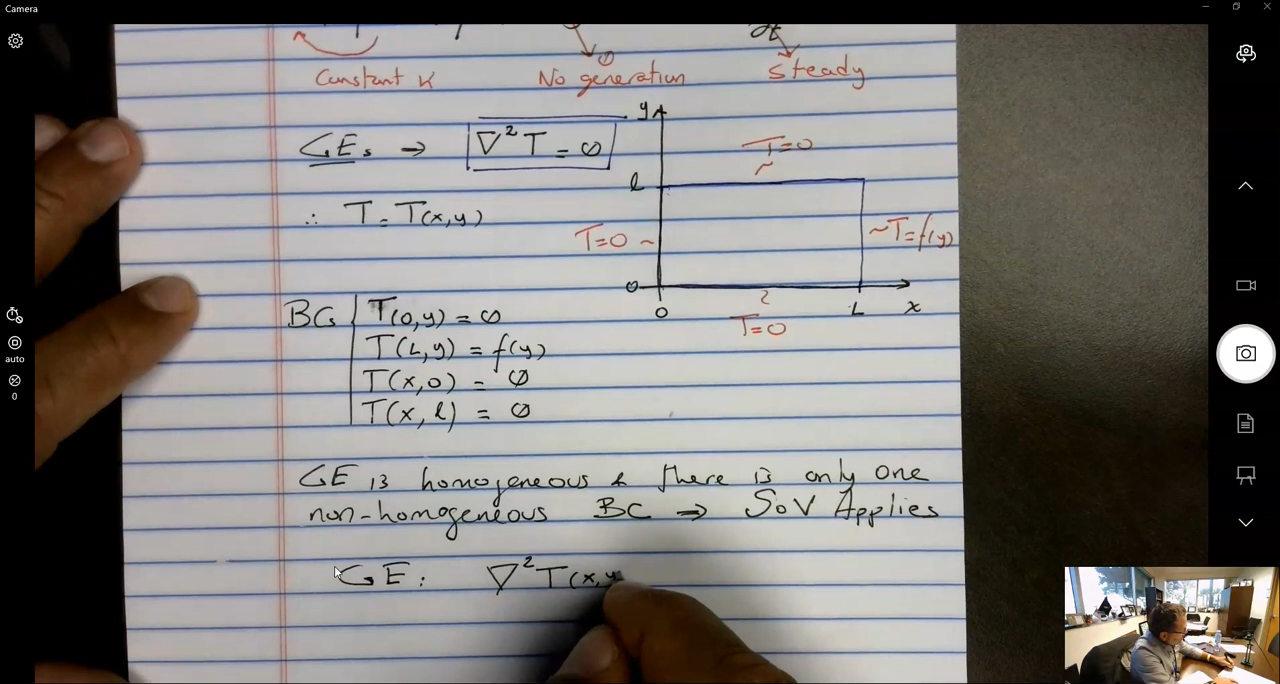 Camera
Constant K No generation steady
GEs → ∇²T = 0
∴ T = T(x,y)
y
l
0
0
L
x
T=0
T=0
T=f(y)
T=0
BCs T(0,y) = 0
T(L,y) = f(y)
T(x,0) = 0
T(x,l) = 0
GE is homogeneous & there is only one
non-homogeneous BC → SoV Applies
GE: ∇²T(x,y
auto
0